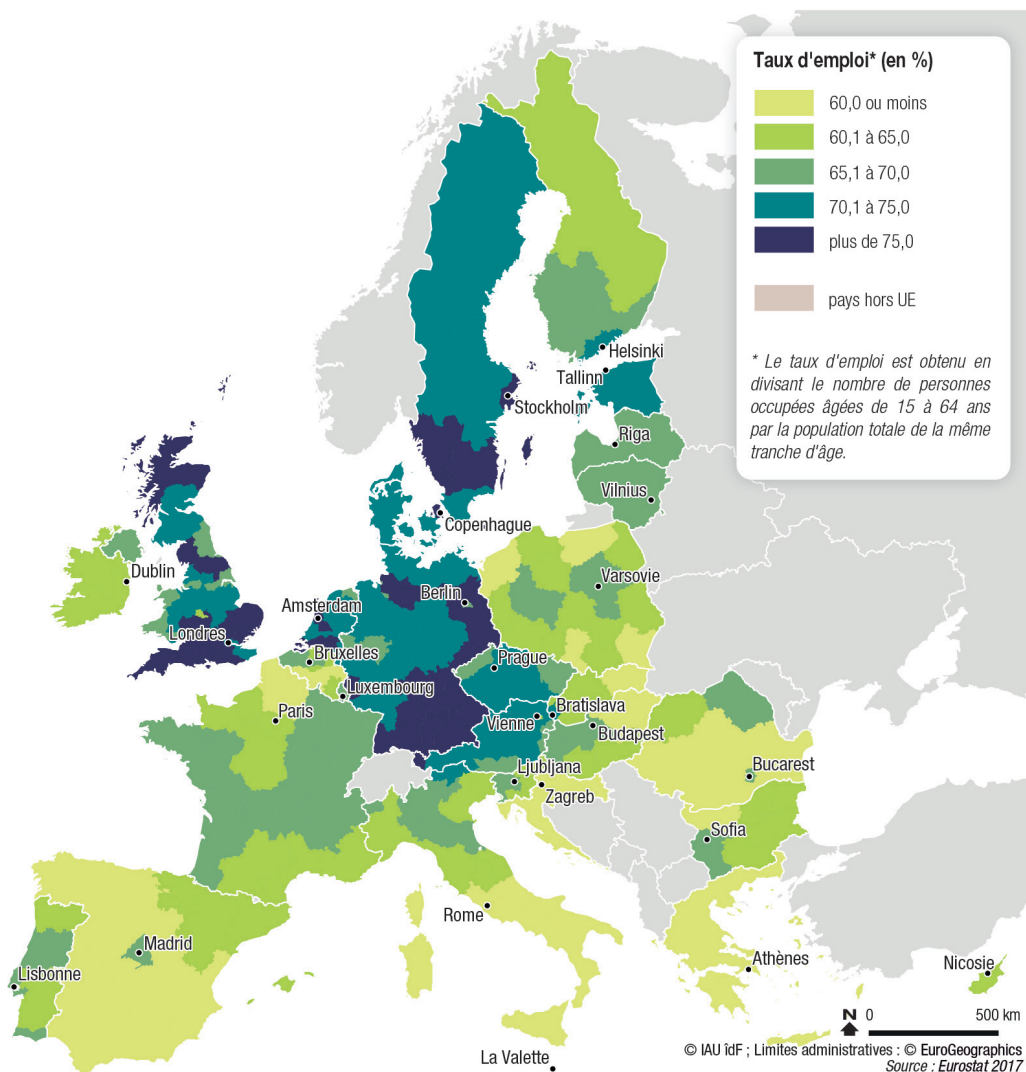 Taux d'emploi* (en %)
60,0 ou moins
60,1 à 65,0
65,1 à 70,0
70,1 à 75,0
plus de 75,0
pays hors UE
* Le taux d'emploi est obtenu en
divisant le nombre de personnes
occupées âgées de 15 à 64 ans
par la population totale de la même
tranche d'âge.
Helsinki
Tallinn
Stockholm
Riga
Vilnius
Copenhague
Dublin
Varsovie
Berlin
Amsterdam
Londres
Bruxelles
Prague
Luxembourg
Paris
Bratislava
Vienne
Budapest
Ljubljana
Bucarest
Zagreb
Sofia
Rome
Madrid
Athènes
Nicosie
Lisbonne
N 0 500 km
La Valette
© IAU îdF ; Limites administratives : © EuroGeographics
Source : Eurostat 2017